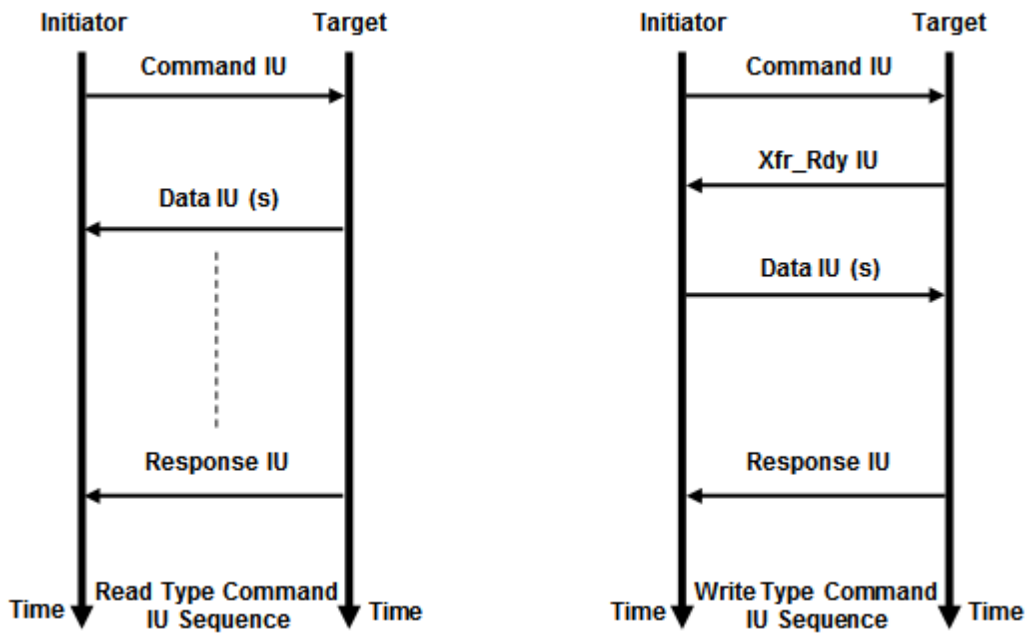 Initiator
Target
Command IU
Data IU (s)
Response IU
Time
Read Type Command
IU Sequence
Time
Initiator
Target
Command IU
Xfr_Rdy IU
Data IU (s)
Response IU
Time
Write Type Command
IU Sequence
Time